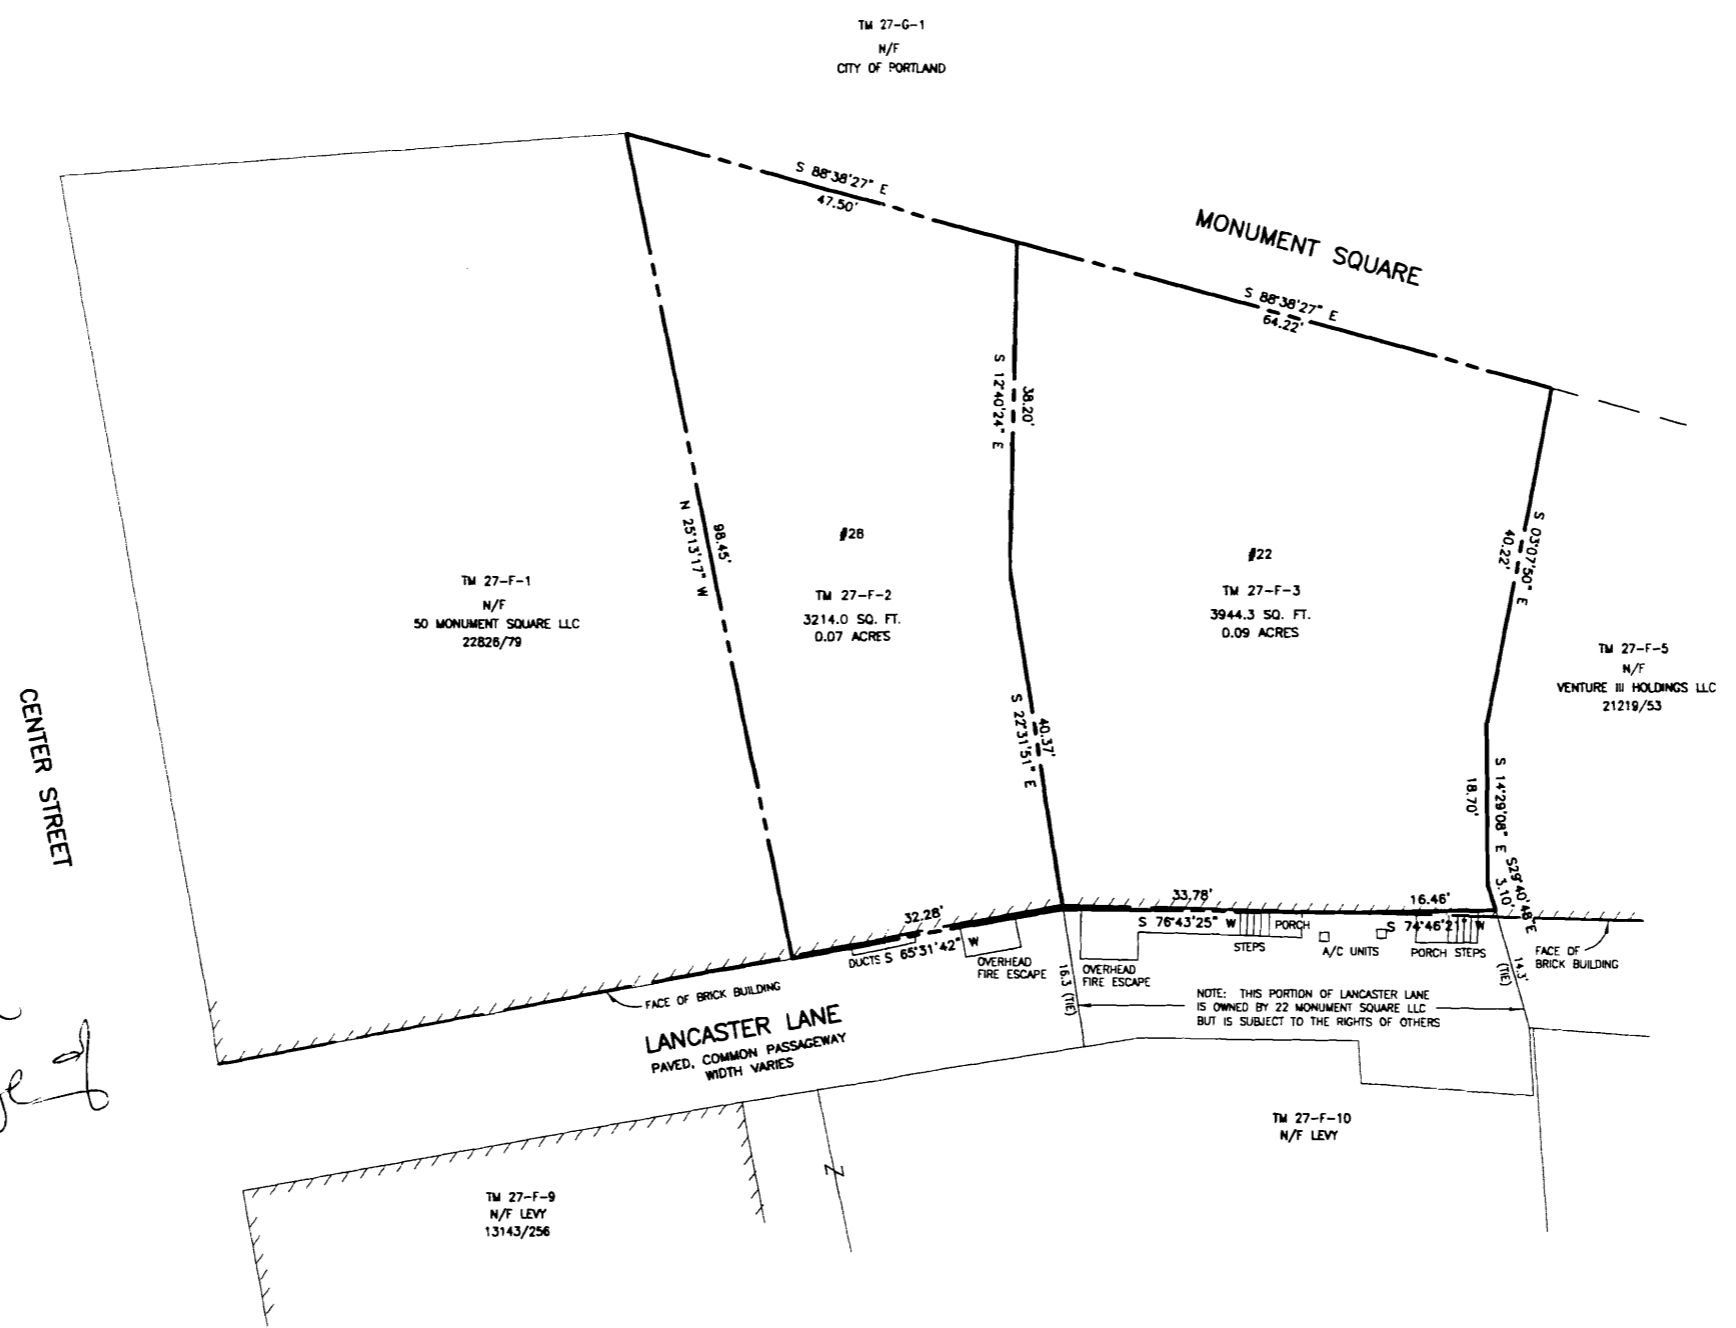 TM 27-G-1
N/F
CITY OF PORTLAND
S 88°38'27" E
47.50'
MONUMENT SQUARE
S 88°38'27" E
64.22'
S 12°40'24" E
38.20'
N 25°13'17" W
98.45'
#28
TM 27-F-2
3214.0 SQ. FT.
0.07 ACRES
#22
TM 27-F-3
3944.3 SQ. FT.
0.09 ACRES
S 03°07'50" E
40.22'
TM 27-F-1
N/F
50 MONUMENT SQUARE LLC
22826/79
TM 27-F-5
N/F
VENTURE III HOLDINGS LLC
21219/53
CENTER STREET
S 22°31'51" E
40.37'
S 14°29'08" E
18.70'
S29°40'48"E
3.10'
32.28'
S 65°31'42" W
33.78'
S 76°43'25" W
16.46'
S 74°46'21" W
DUCTS
OVERHEAD
FIRE ESCAPE
16.3 (TIE)
OVERHEAD
FIRE ESCAPE
STEPS
PORCH
A/C UNITS
PORCH STEPS
14.3'
(TIE)
FACE OF
BRICK BUILDING
FACE OF BRICK BUILDING
NOTE: THIS PORTION OF LANCASTER LANE
IS OWNED BY 22 MONUMENT SQUARE LLC
BUT IS SUBJECT TO THE RIGHTS OF OTHERS
LANCASTER LANE
PAVED, COMMON PASSAGEWAY
WIDTH VARIES
TM 27-F-10
N/F LEVY
TM 27-F-9
N/F LEVY
13143/256